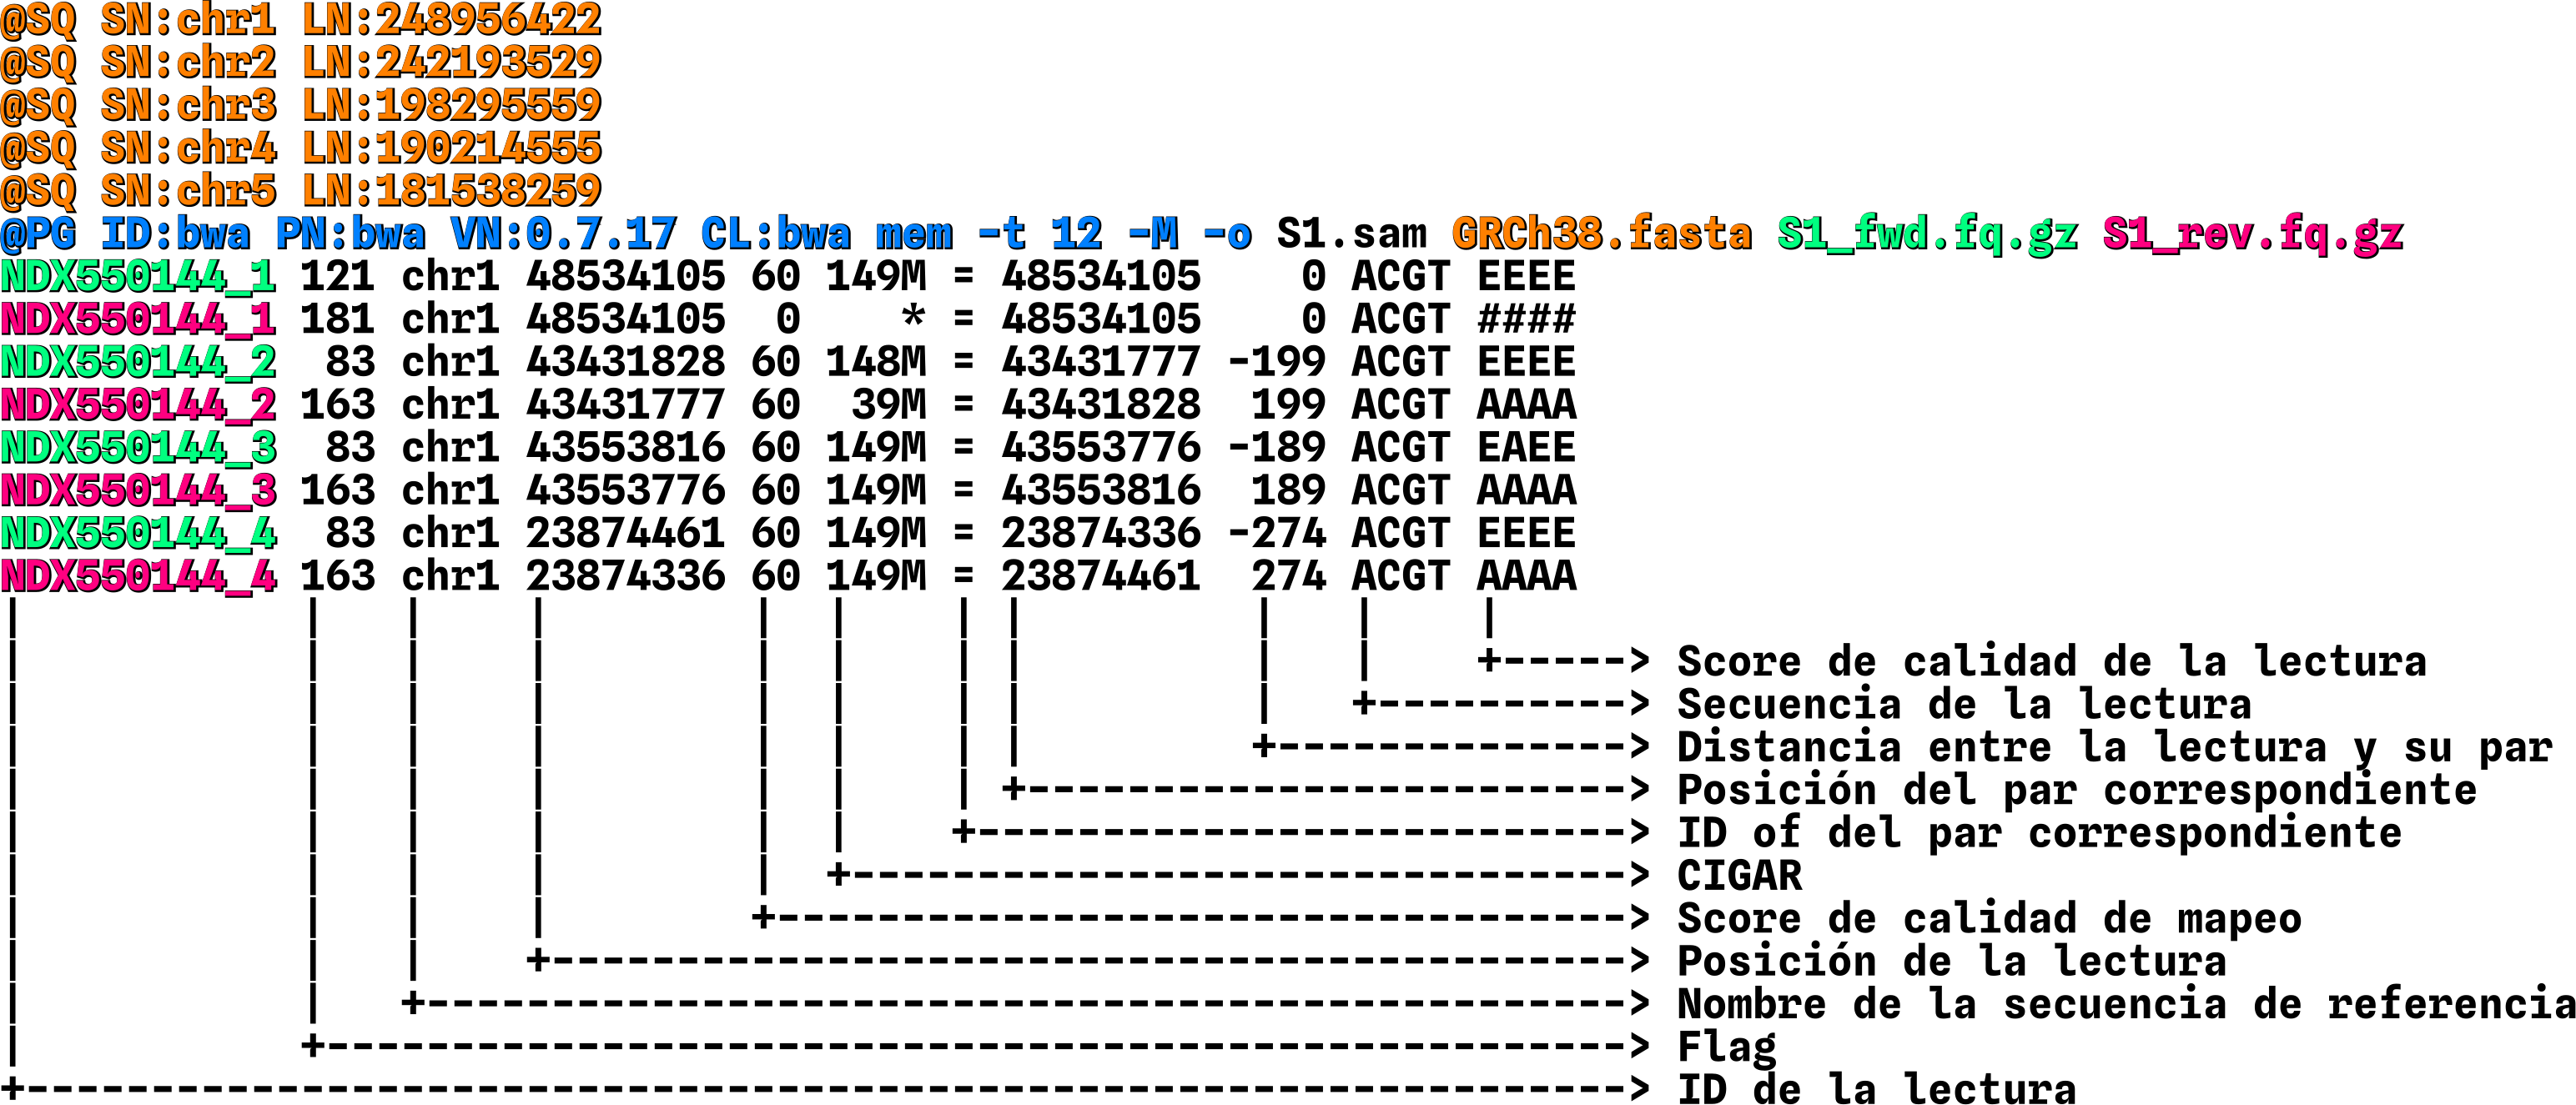 @SQ SN:chr1 LN:248956422
@SQ SN:chr2 LN:242193529
@SQ SN:chr3 LN:198295559
@SQ SN:chr4 LN:190214555
@SQ SN:chr5 LN:181538259
@PG ID:bwa PN:bwa VN:0.7.17 CL:bwa mem -t 12 -M -o S1.sam GRCh38.fasta S1_fwd.fq.gz S1_rev.fq.gz
NDX550144_1 121 chr1 48534105 60 149M = 48534105 0 ACGT EEEE
NDX550144_1 181 chr1 48534105 0 * = 48534105 0 ACGT ####
NDX550144_2 83 chr1 43431828 60 148M = 43431777 -199 ACGT EEEE
NDX550144_2 163 chr1 43431777 60 39M = 43431828 199 ACGT AAAA
NDX550144_3 83 chr1 43553816 60 149M = 43553776 -189 ACGT EAEE
NDX550144_3 163 chr1 43553776 60 149M = 43553816 189 ACGT AAAA
NDX550144_4 83 chr1 23874461 60 149M = 23874336 -274 ACGT EEEE
NDX550144_4 163 chr1 23874336 60 149M = 23874461 274 ACGT AAAA
Score de calidad de la lectura
Secuencia de la lectura
Distancia entre la lectura y su par
Posición del par correspondiente
ID of del par correspondiente
CIGAR
Score de calidad de mapeo
Posición de la lectura
Nombre de la secuencia de referencia
Flag
ID de la lectura